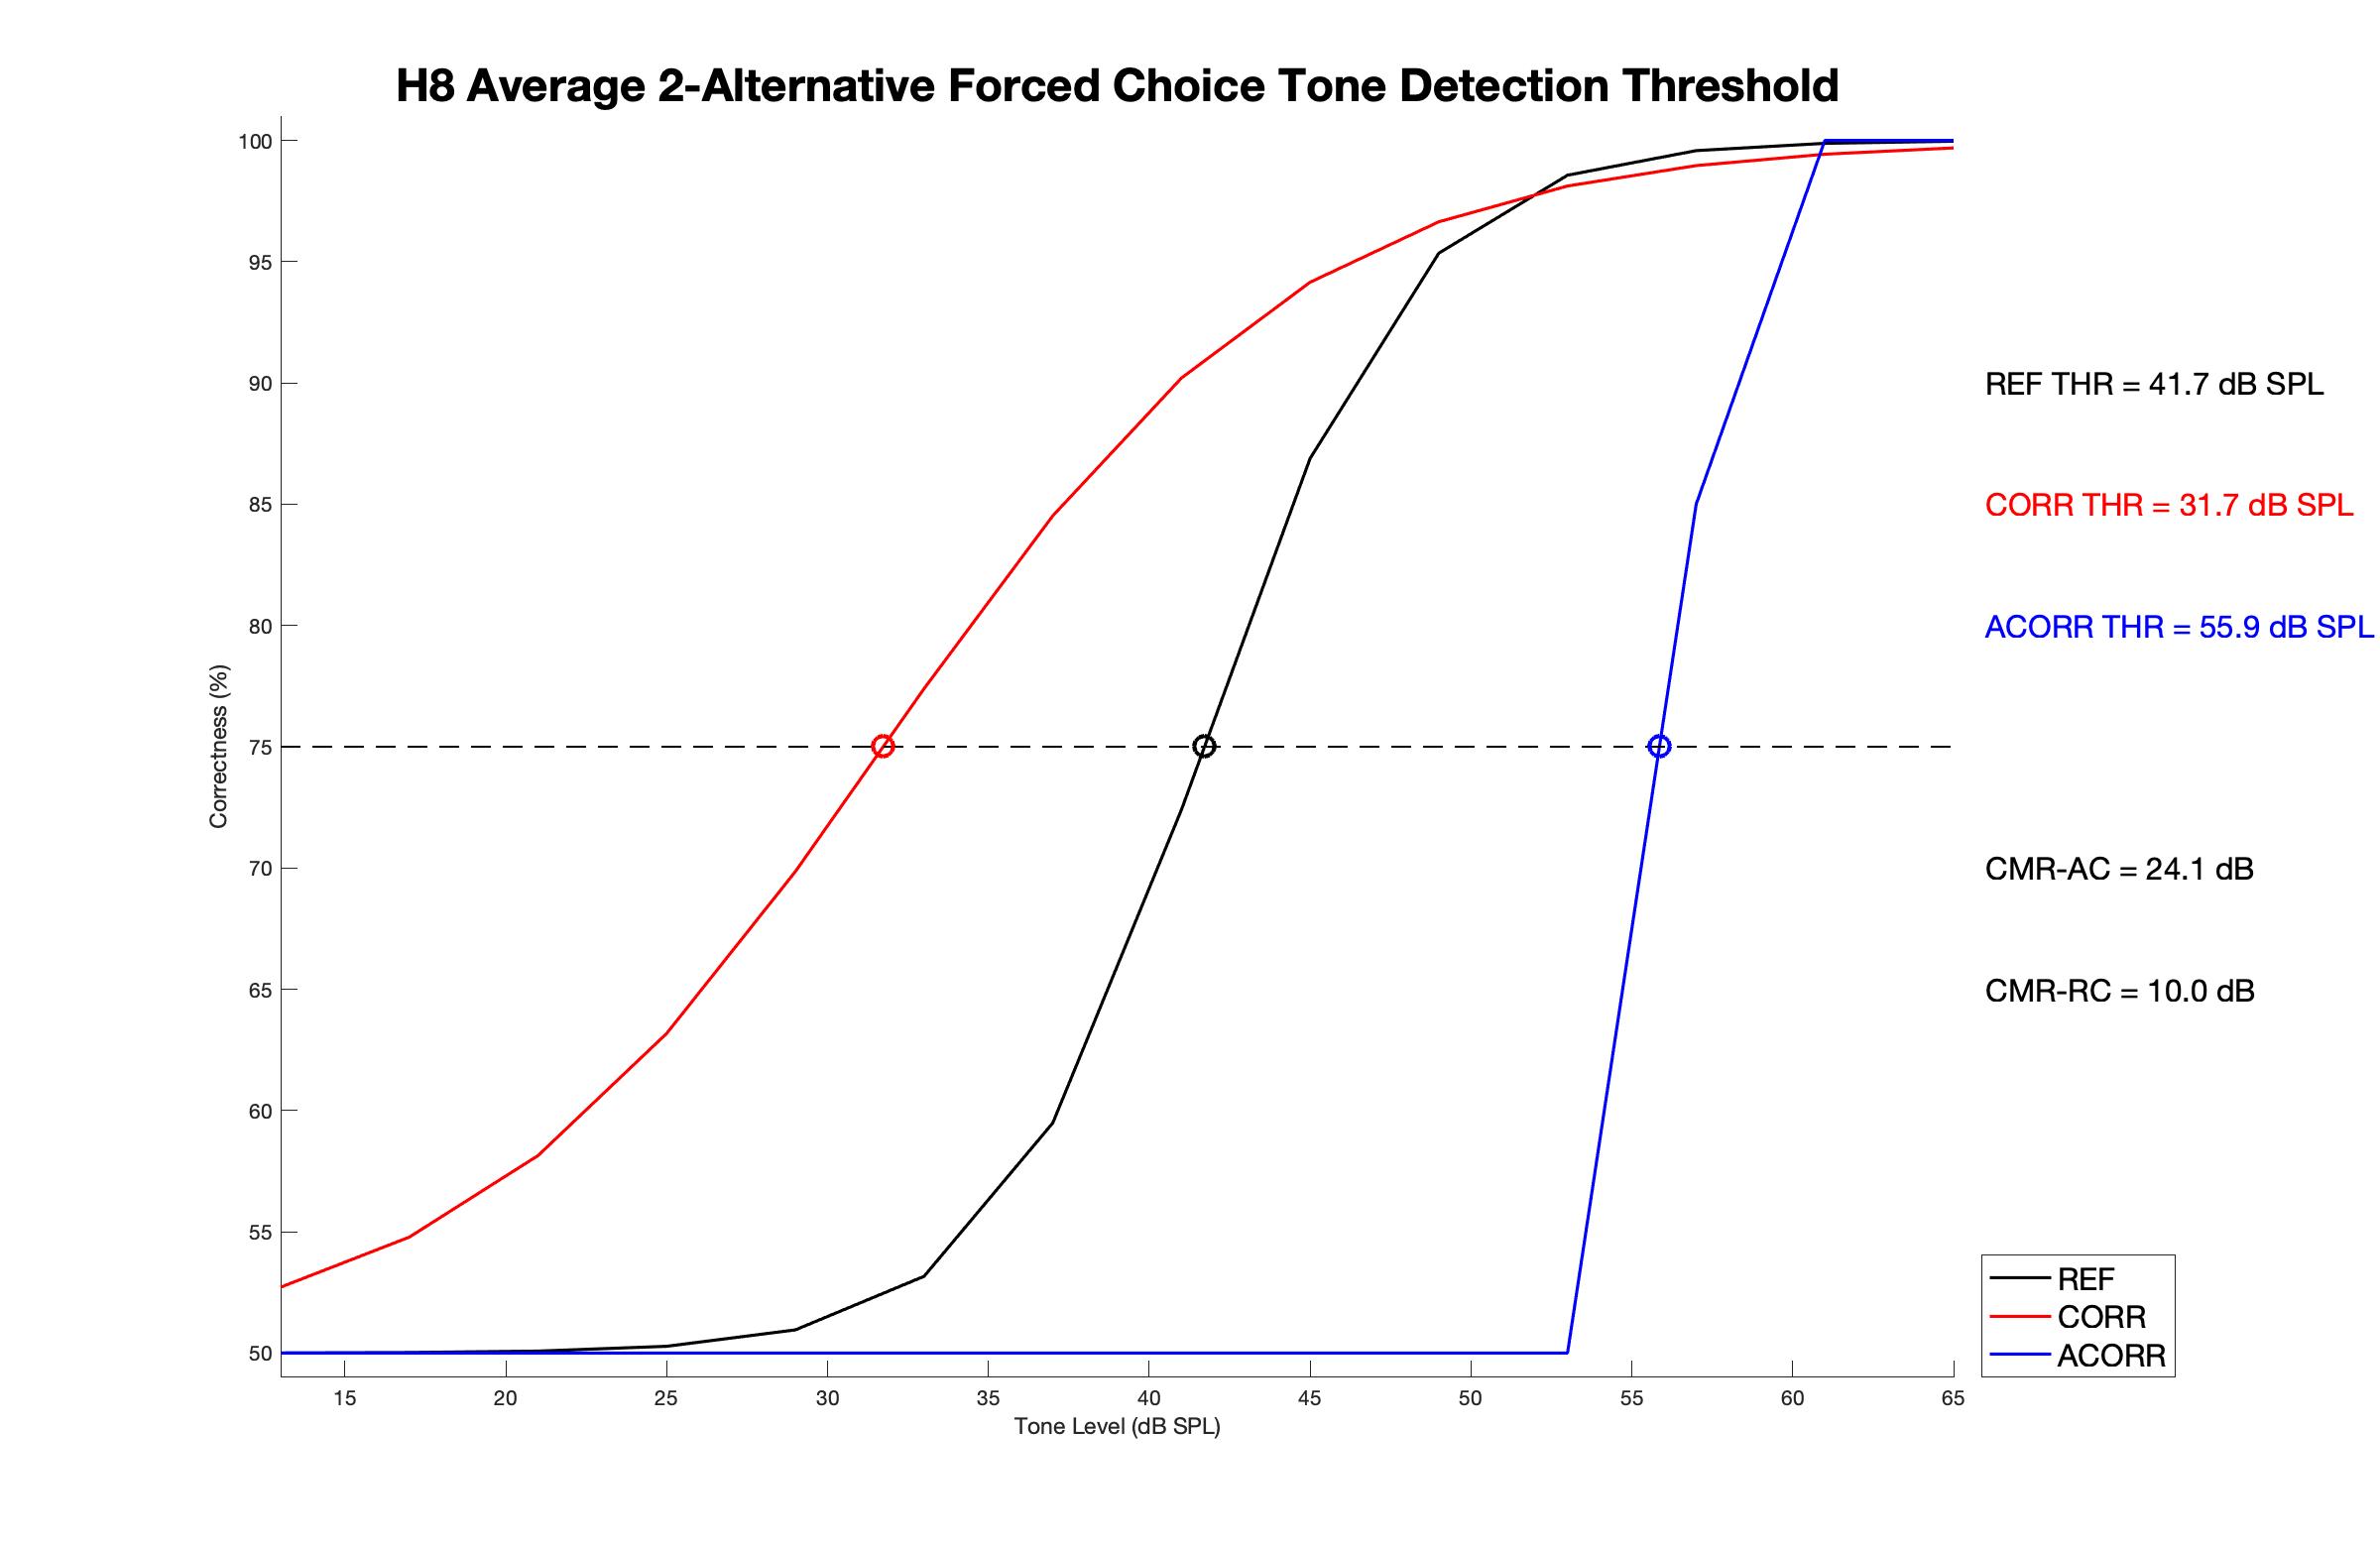 H8 Average 2-Alternative Forced Choice Tone Detection Threshold
Correctness (%)
100
95
90
85
80
75
70
65
60
55
50
15 20 25 30 35 40 45 50 55 60 65
Tone Level (dB SPL)
REF THR = 41.7 dB SPL
CORR THR = 31.7 dB SPL
ACORR THR = 55.9 dB SPL
CMR-AC = 24.1 dB
CMR-RC = 10.0 dB
REF
CORR
ACORR